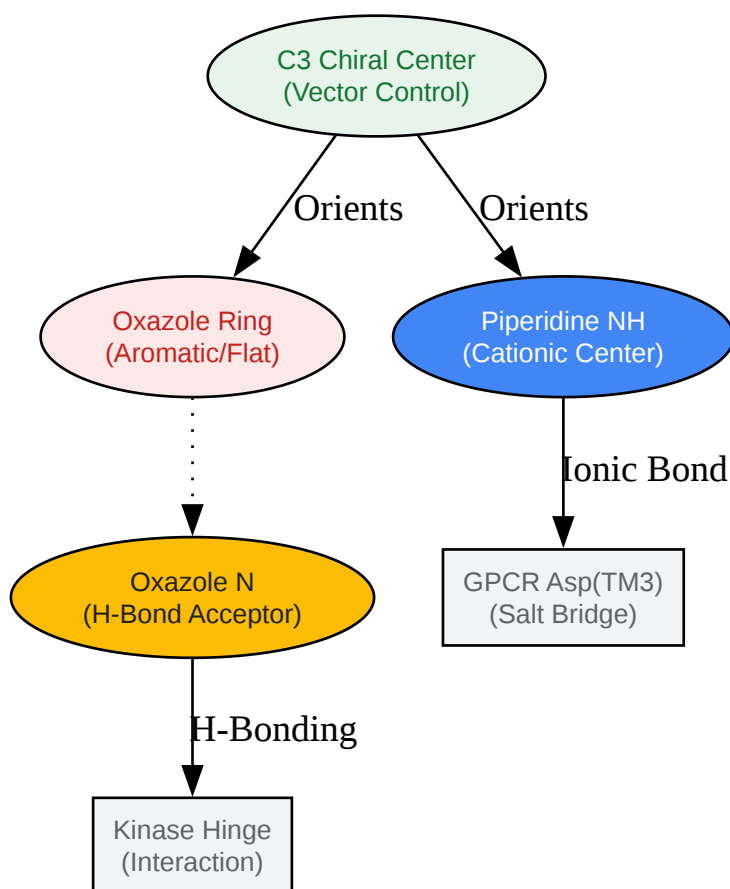 C3 Chiral Center
(Vector Control)
Orients
Orients
Oxazole Ring
(Aromatic/Flat)
Piperidine NH
(Cationic Center)
Ionic Bond
Oxazole N
(H-Bond Acceptor)
GPCR Asp(TM3)
(Salt Bridge)
H-Bonding
Kinase Hinge
(Interaction)